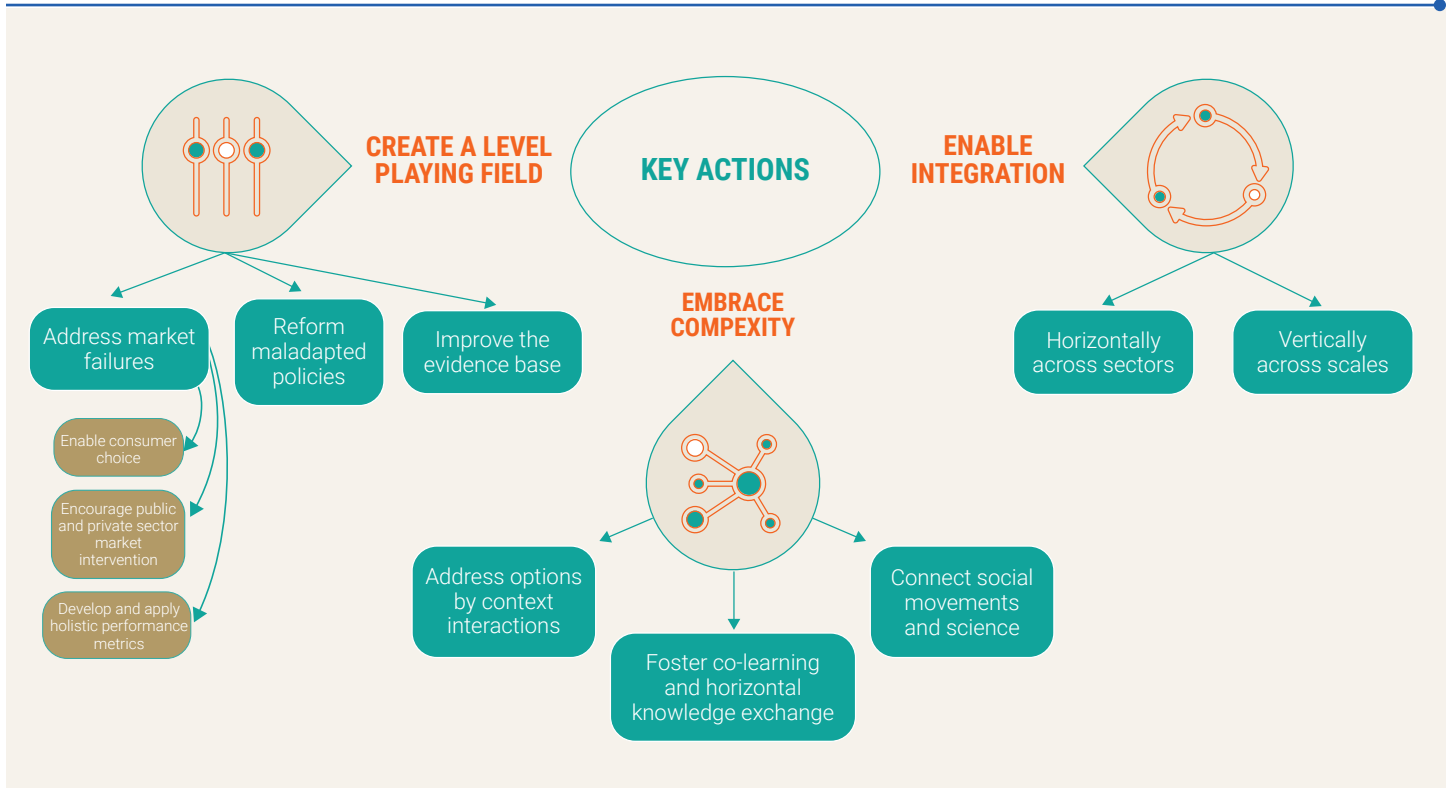 CREATE A LEVEL
PLAYING FIELD
KEY ACTIONS
ENABLE
INTEGRATION
EMBRACE
COMPEXITY
Address market
failures
Reform
maladapted
policies
Improve the
evidence base
Enable consumer
choice
Encourage public
and private sector
market
intervention
Develop and apply
holistic performance
metrics
Address options
by context
interactions
Foster co-learning
and horizontal
knowledge exchange
Connect social
movements
and science
Horizontally
across sectors
Vertically
across scales